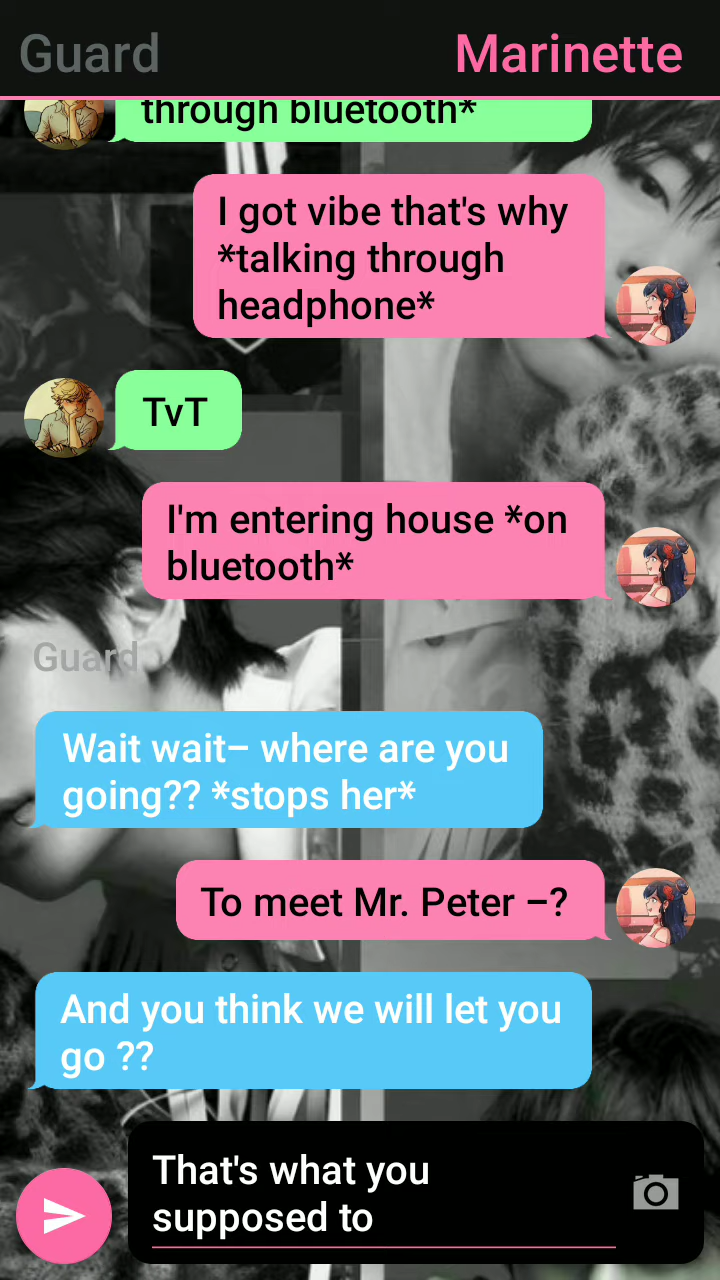 Guard
Marinette
through bluetooth*
I got vibe that's why
*talking through
headphone*
TvT
I'm entering house *on
bluetooth*
Guard
Wait wait– where are you
going?? *stops her*
To meet Mr. Peter –?
And you think we will let you
go ??
That's what you
supposed to